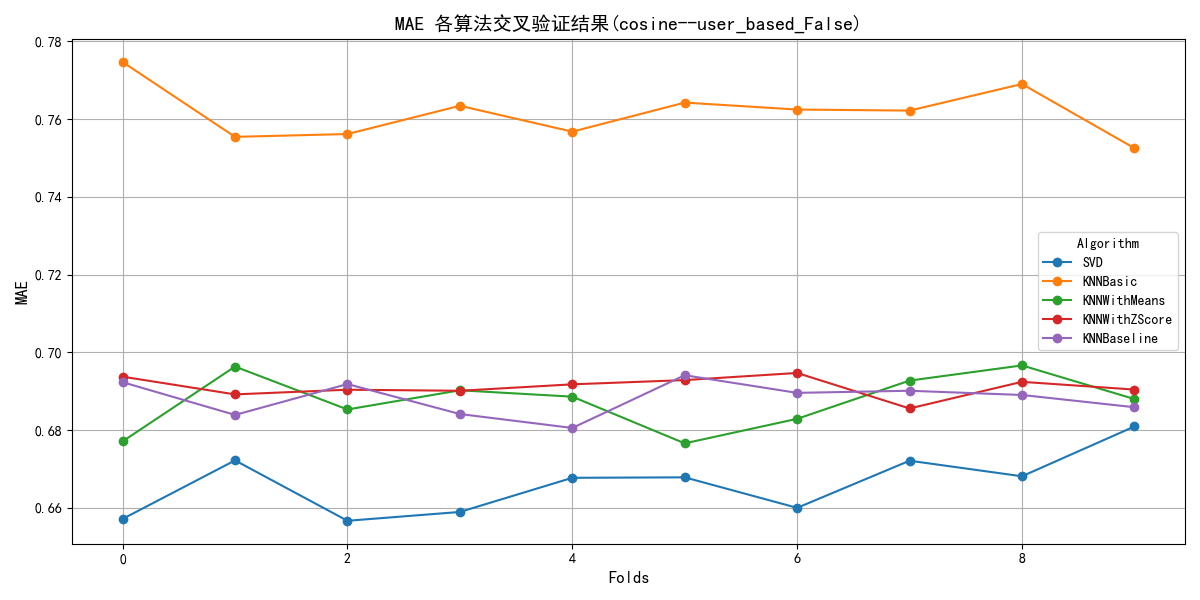 MAE 各算法交叉验证结果(cosine--user_based_False)
0.78
0.76
0.74
0.72
0.70
0.68
0.66
MAE
Algorithm
SVD
KNNBasic
KNNWithMeans
KNNWithZScore
KNNBaseline
0 2 4 6 8
Folds